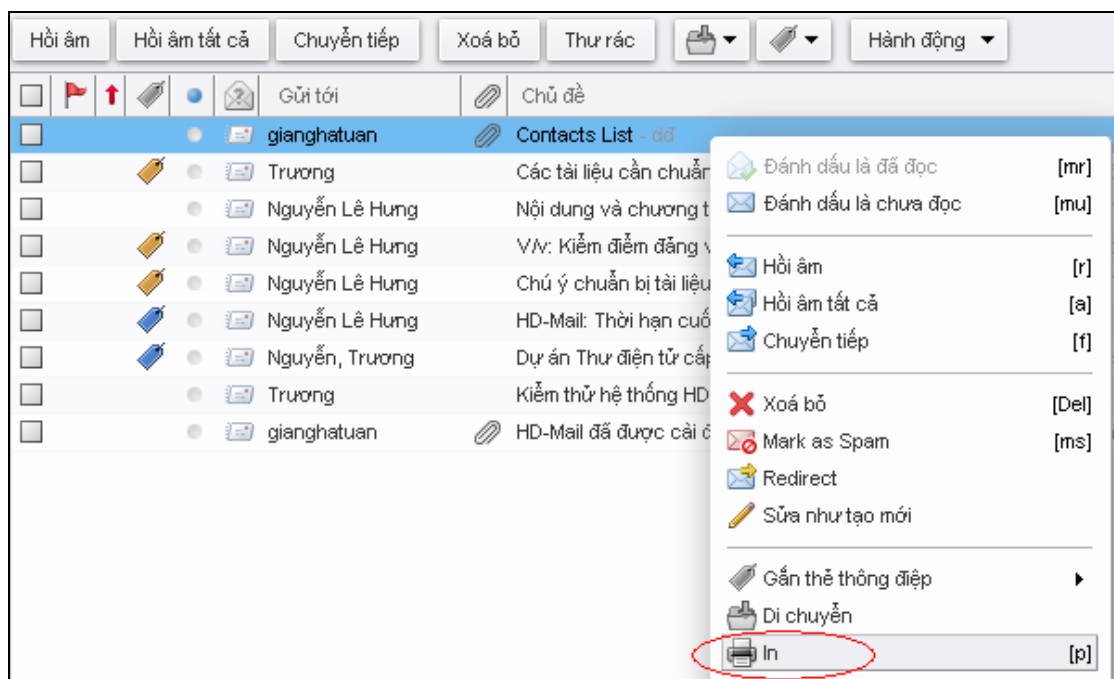 Hồi âm Hồi âm tất cả Chuyển tiếp Xoá bỏ Thư rác Hành động
Gửi tới Chủ đề
gianghatuan Contacts List - dđ
Trương Các tài liệu cần chuẩn
Nguyễn Lê Hưng Nội dung và chương t
Nguyễn Lê Hưng V/v: Kiểm điểm đảng v
Nguyễn Lê Hưng Chú ý chuẩn bị tài liệu
Nguyễn Lê Hưng HD-Mail: Thời hạn cuố
Nguyễn, Trương Dự án Thư điện tử cấp
Trương Kiểm thử hệ thống HD
gianghatuan HD-Mail đã được cài đ
Đánh dấu là đã đọc [mr]
Đánh dấu là chưa đọc [mu]
Hồi âm [r]
Hồi âm tất cả [a]
Chuyển tiếp [f]
Xoá bỏ [Del]
Mark as Spam [ms]
Redirect
Sửa như tạo mới
Gắn thẻ thông điệp
Di chuyển
In [p]